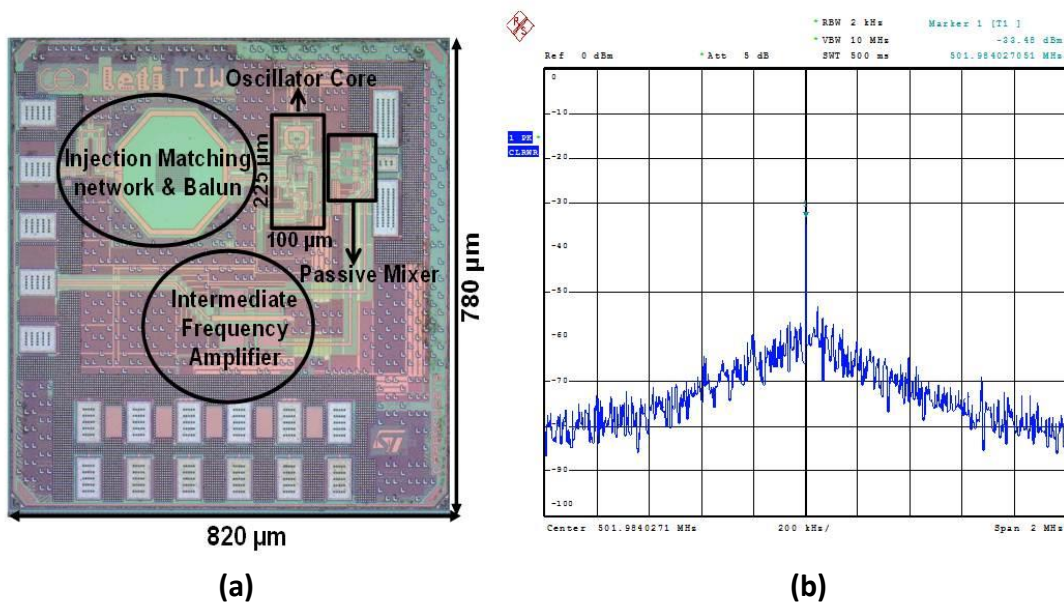 leti TIW
Oscillator Core
Injection Matching
network & Balun
225 µm
100 µm
Passive Mixer
Intermediate
Frequency
Amplifier
780 µm
820 µm
(a)
R S
* RBW 2 kHz
Marker 1 [T1 ]
* VBW 10 MHz
-33.48 dBm
Ref 0 dBm
* Att 5 dB
SWT 500 ms
501.984027051 MHz
0
-10
1 PK *
CLRWR
-20
-30
-40
-50
-60
-70
-80
-90
-100
Center 501.9840271 MHz
200 kHz/
Span 2 MHz
(b)